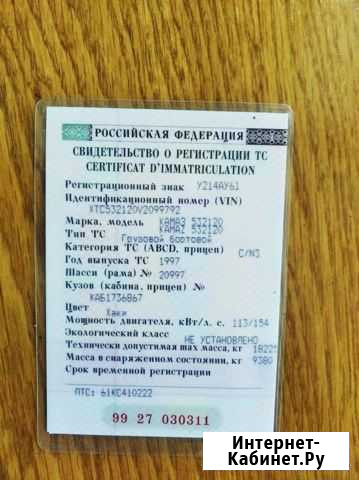 РОССИЙСКАЯ ФЕДЕРАЦИЯ
СВИДЕТЕЛЬСТВО О РЕГИСТРАЦИИ ТС
CERTIFICAT D'IMMATRICULATION
Регистрационный знак У214АУ61
Идентификационный номер (VIN)
XTC532120V2099792
Марка, модель КАМАЗ 532120
KAMAZ 532120
Тип ТС Грузовой бортовой
Категория ТС (ABCD, прицеп) C/N3
Год выпуска ТС 1997
Шасси (рама) № 20997
Кузов (кабина, прицеп) №
КАБ1736867
Цвет Хаки
Мощность двигателя, кВт/л. с. 113/154
Экологический класс НЕ УСТАНОВЛЕНО
Технически допустимая max масса, кг
Масса в снаряженном состоянии, кг 9380
Срок временной регистрации
ПТС: 61КС410222
99 27 030311
Интернет-
Кабинет.Ру